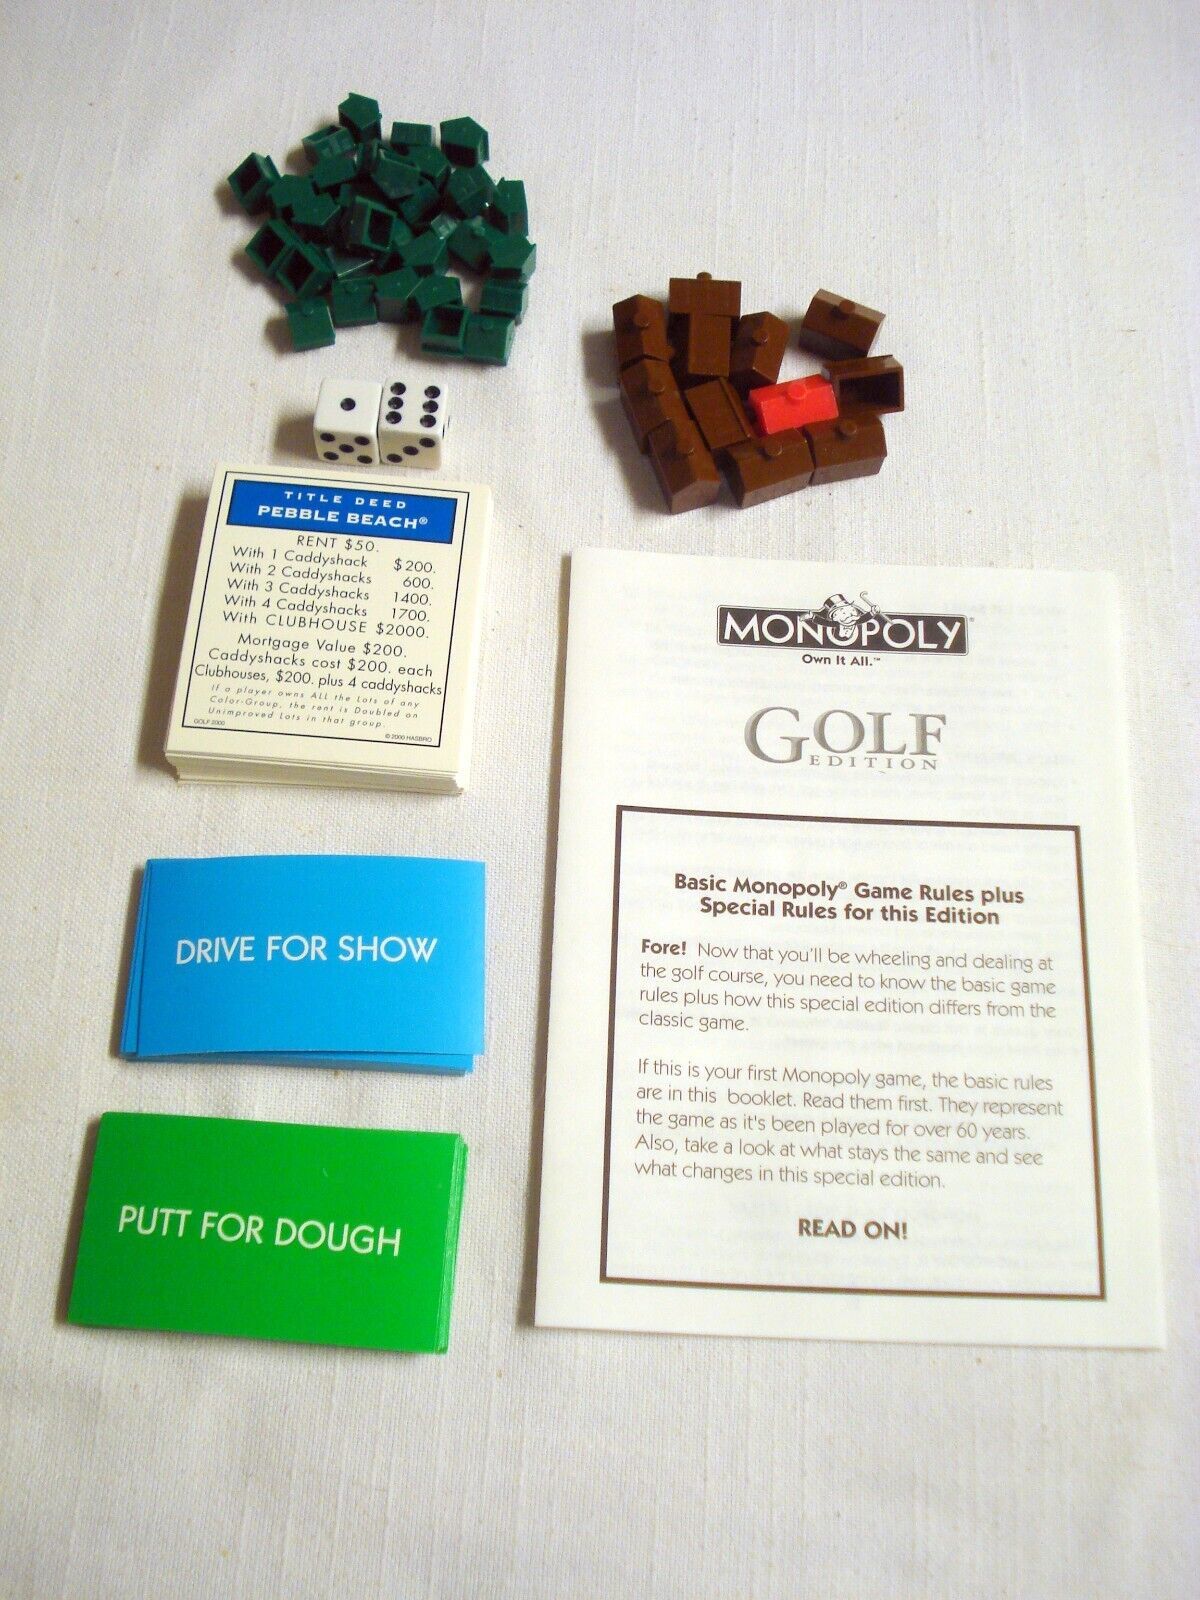 TITLE DEED
PEBBLE BEACH®
RENT $50.
With 1 Caddyshack $200.
With 2 Caddyshacks 600.
With 3 Caddyshacks 1400.
With 4 Caddyshacks 1700.
With CLUBHOUSE $2000.
Mortgage Value $200.
Caddyshacks cost $200. each
Clubhouses, $200. plus 4 caddyshacks
If a player owns ALL the Lots of any
Color-Group, the rent is Doubled on
Unimproved Lots in that group.
GOLF 2000
© 2000 HASBRO
DRIVE FOR SHOW
PUTT FOR DOUGH
MONOPOLY®
Own It All.™
GOLF
EDITION
Basic Monopoly® Game Rules plus
Special Rules for this Edition
Fore! Now that you'll be wheeling and dealing at
the golf course, you need to know the basic game
rules plus how this special edition differs from the
classic game.
If this is your first Monopoly game, the basic rules
are in this booklet. Read them first. They represent
the game as it's been played for over 60 years.
Also, take a look at what stays the same and see
what changes in this special edition.
READ ON!